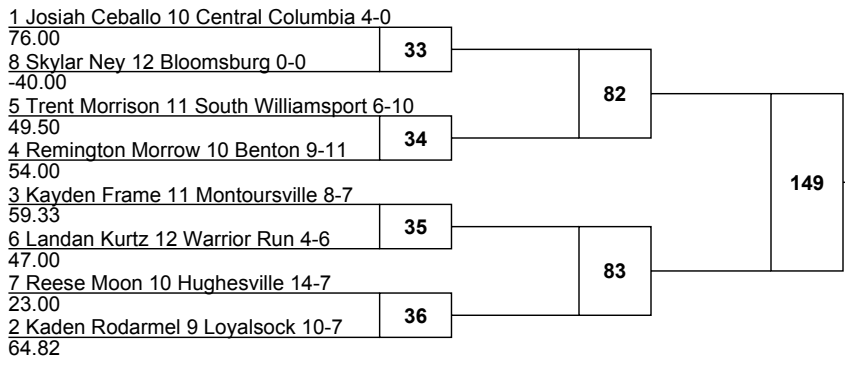 1 Josiah Ceballo 10 Central Columbia 4-0
76.00
33
8 Skylar Ney 12 Bloomsburg 0-0
-40.00
82
5 Trent Morrison 11 South Williamsport 6-10
49.50
34
4 Remington Morrow 10 Benton 9-11
54.00
149
3 Kayden Frame 11 Montoursville 8-7
59.33
35
6 Landan Kurtz 12 Warrior Run 4-6
47.00
83
7 Reese Moon 10 Hughesville 14-7
23.00
36
2 Kaden Rodarmel 9 Loyalsock 10-7
64.82